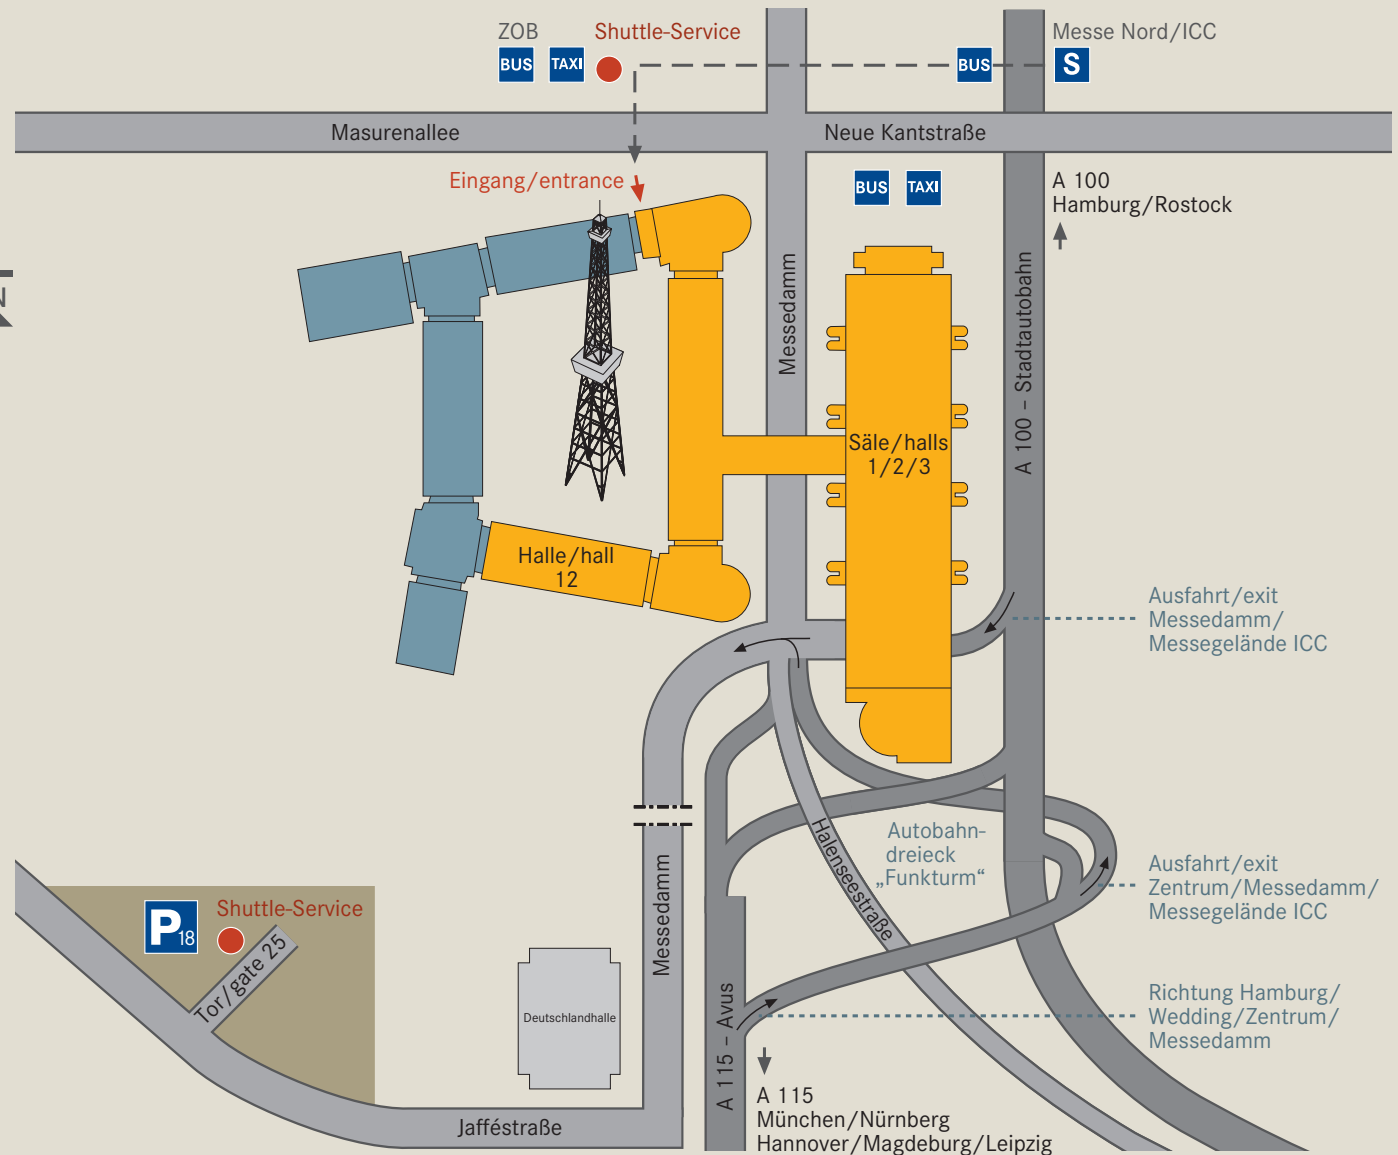 ZOB
Shuttle-Service
Messe Nord/ICC
BUS
TAXI
BUS
S
Masurenallee
Neue Kantstraße
Eingang/entrance
BUS
TAXI
A 100
Hamburg/Rostock
N
Messedamm
A 100 – Stadtautobahn
Säle/halls
1/2/3
Halle/hall
12
Ausfahrt/exit
Messedamm/
Messegelände ICC
Halenseestraße
Autobahn-
dreieck
„Funkturm“
Ausfahrt/exit
Zentrum/Messedamm/
Messegelände ICC
Messedamm
P18
Shuttle-Service
Tor/gate 25
Deutschlandhalle
A 115 – Avus
Richtung Hamburg/
Wedding/Zentrum/
Messedamm
A 115
München/Nürnberg
Hannover/Magdeburg/Leipzig
Jafféstraße